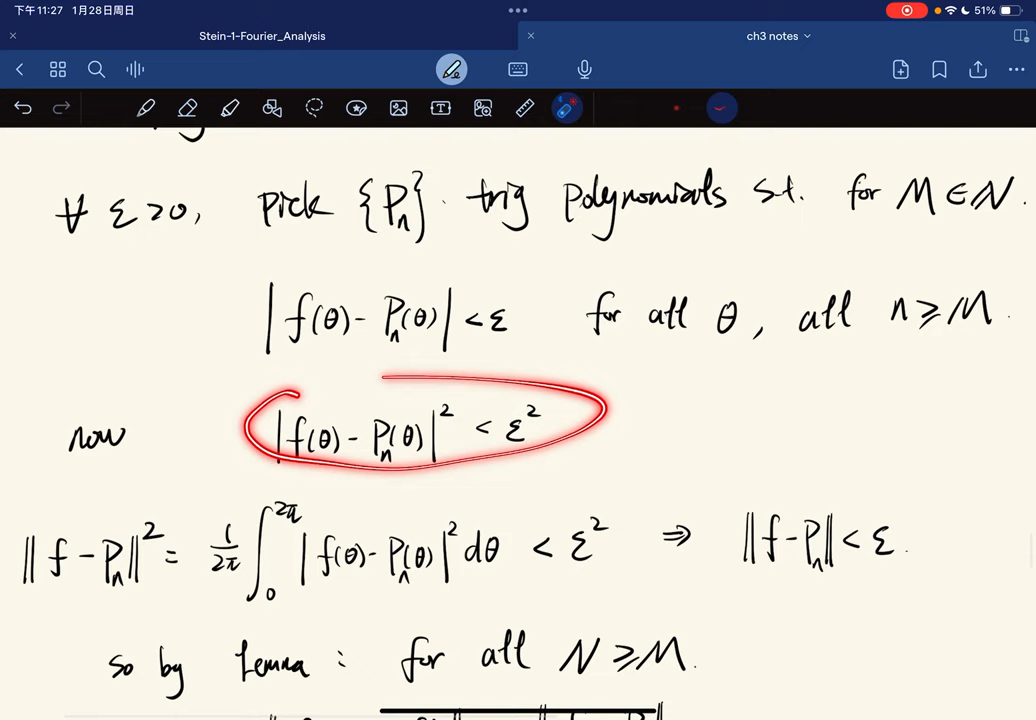 下午11:27 1月28日周日
51%
Stein-1-Fourier_Analysis
ch3 notes
∀ ε>0, pick {Pₙ} trig polynomials s.t. for M∈ℕ.
|f(θ)-Pₙ(θ)|<ε for all θ, all n≥M.
now |f(θ)-Pₙ(θ)|²<ε²
‖f-Pₙ‖²= 1/2π ∫₀^2π |f(θ)-Pₙ(θ)|²dθ < ε² ⇒ ‖f-Pₙ‖<ε.
so by Lemma: for all N≥M.